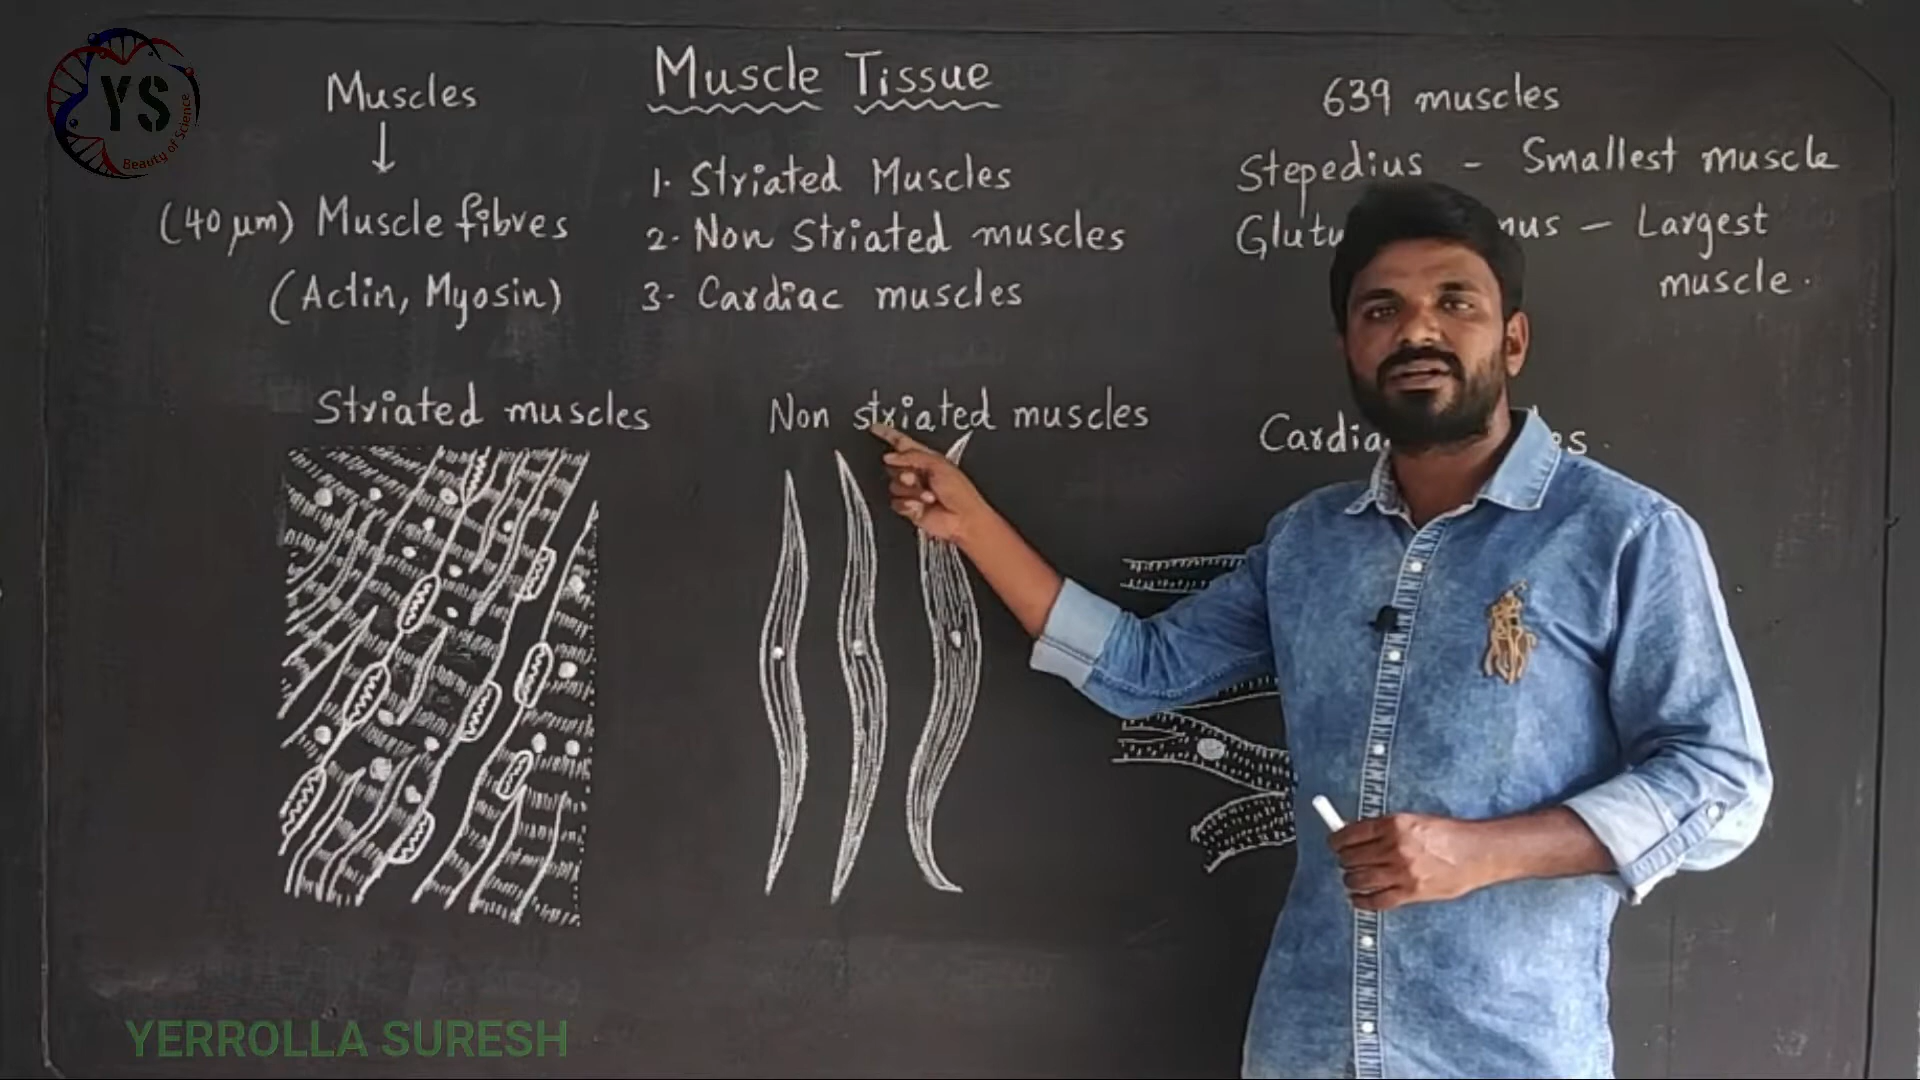 YS
Beauty of Science
Muscles
(40 μm) Muscle fibres
(Actin, Myosin)
Muscle Tissue
1. Striated Muscles
2. Non Striated muscles
3. Cardiac muscles
639 muscles
Stepedius - Smallest muscle
– Largest
muscle.
Striated muscles
Non striated muscles
YERROLLA SURESH